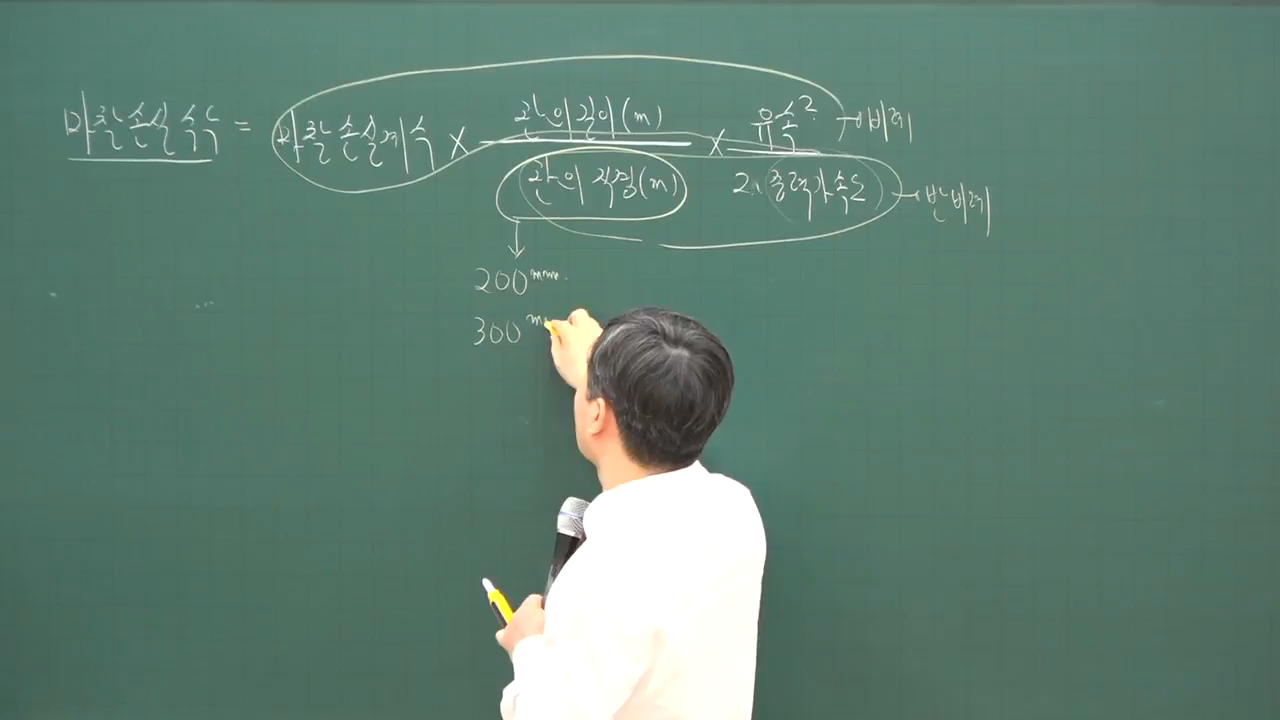 마찰손실수두 = 마찰손실계수 × 관의길이(m) / 관의 직경(m) × 유속² / 2·중력가속도
→비례
→반비례
↓
200mm
300m